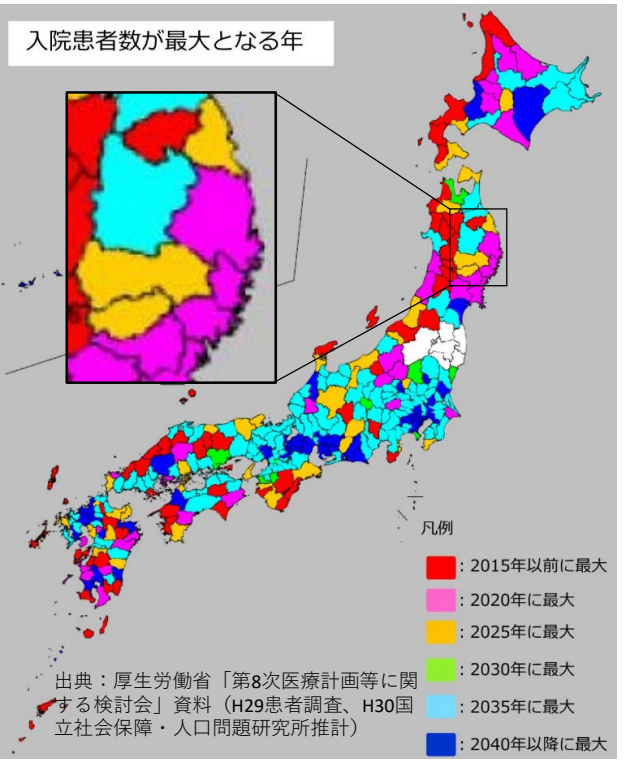 入院患者数が最大となる年
凡例
：2015年以前に最大
：2020年に最大
：2025年に最大
：2030年に最大
：2035年に最大
：2040年以降に最大
出典：厚生労働省「第8次医療計画等に関
する検討会」資料（H29患者調査、H30国
立社会保障・人口問題研究所推計）